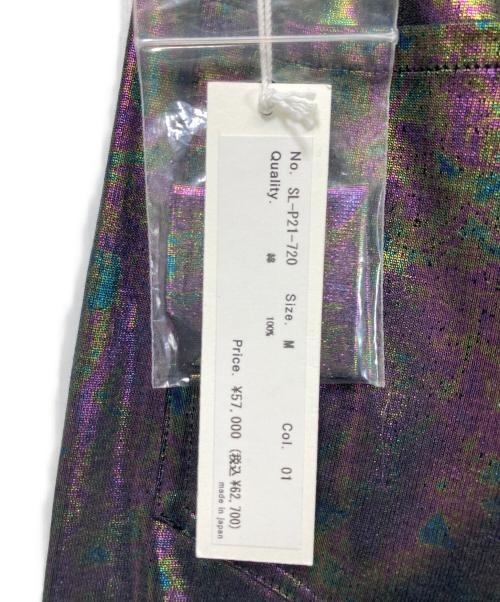 No. SL-P21-720 Size. M Col. 01
Quality.
綿 100%
Price. ¥57,000 (税込 ¥62,700)
made in japan